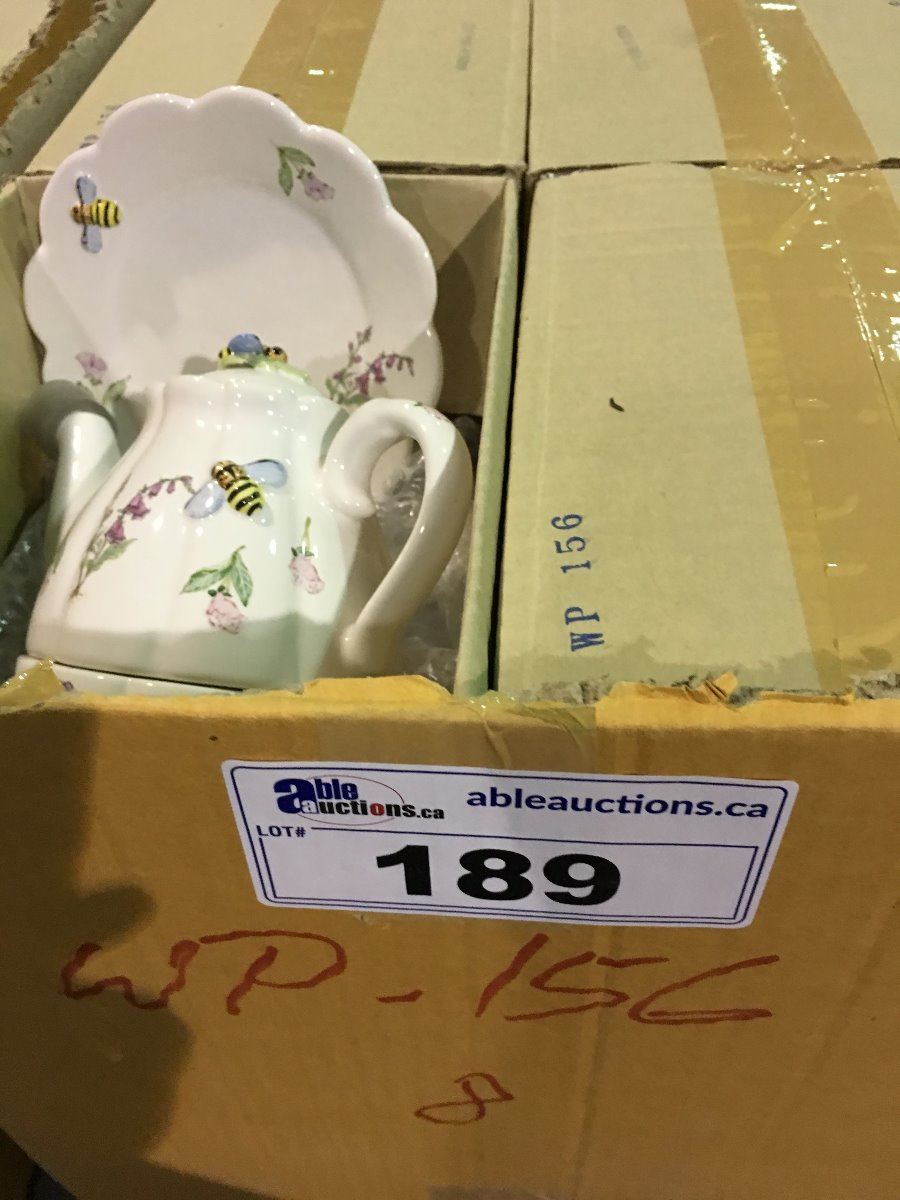 WP 156
able auctions.ca
ableauctions.ca
LOT#
189
WP - 156
8